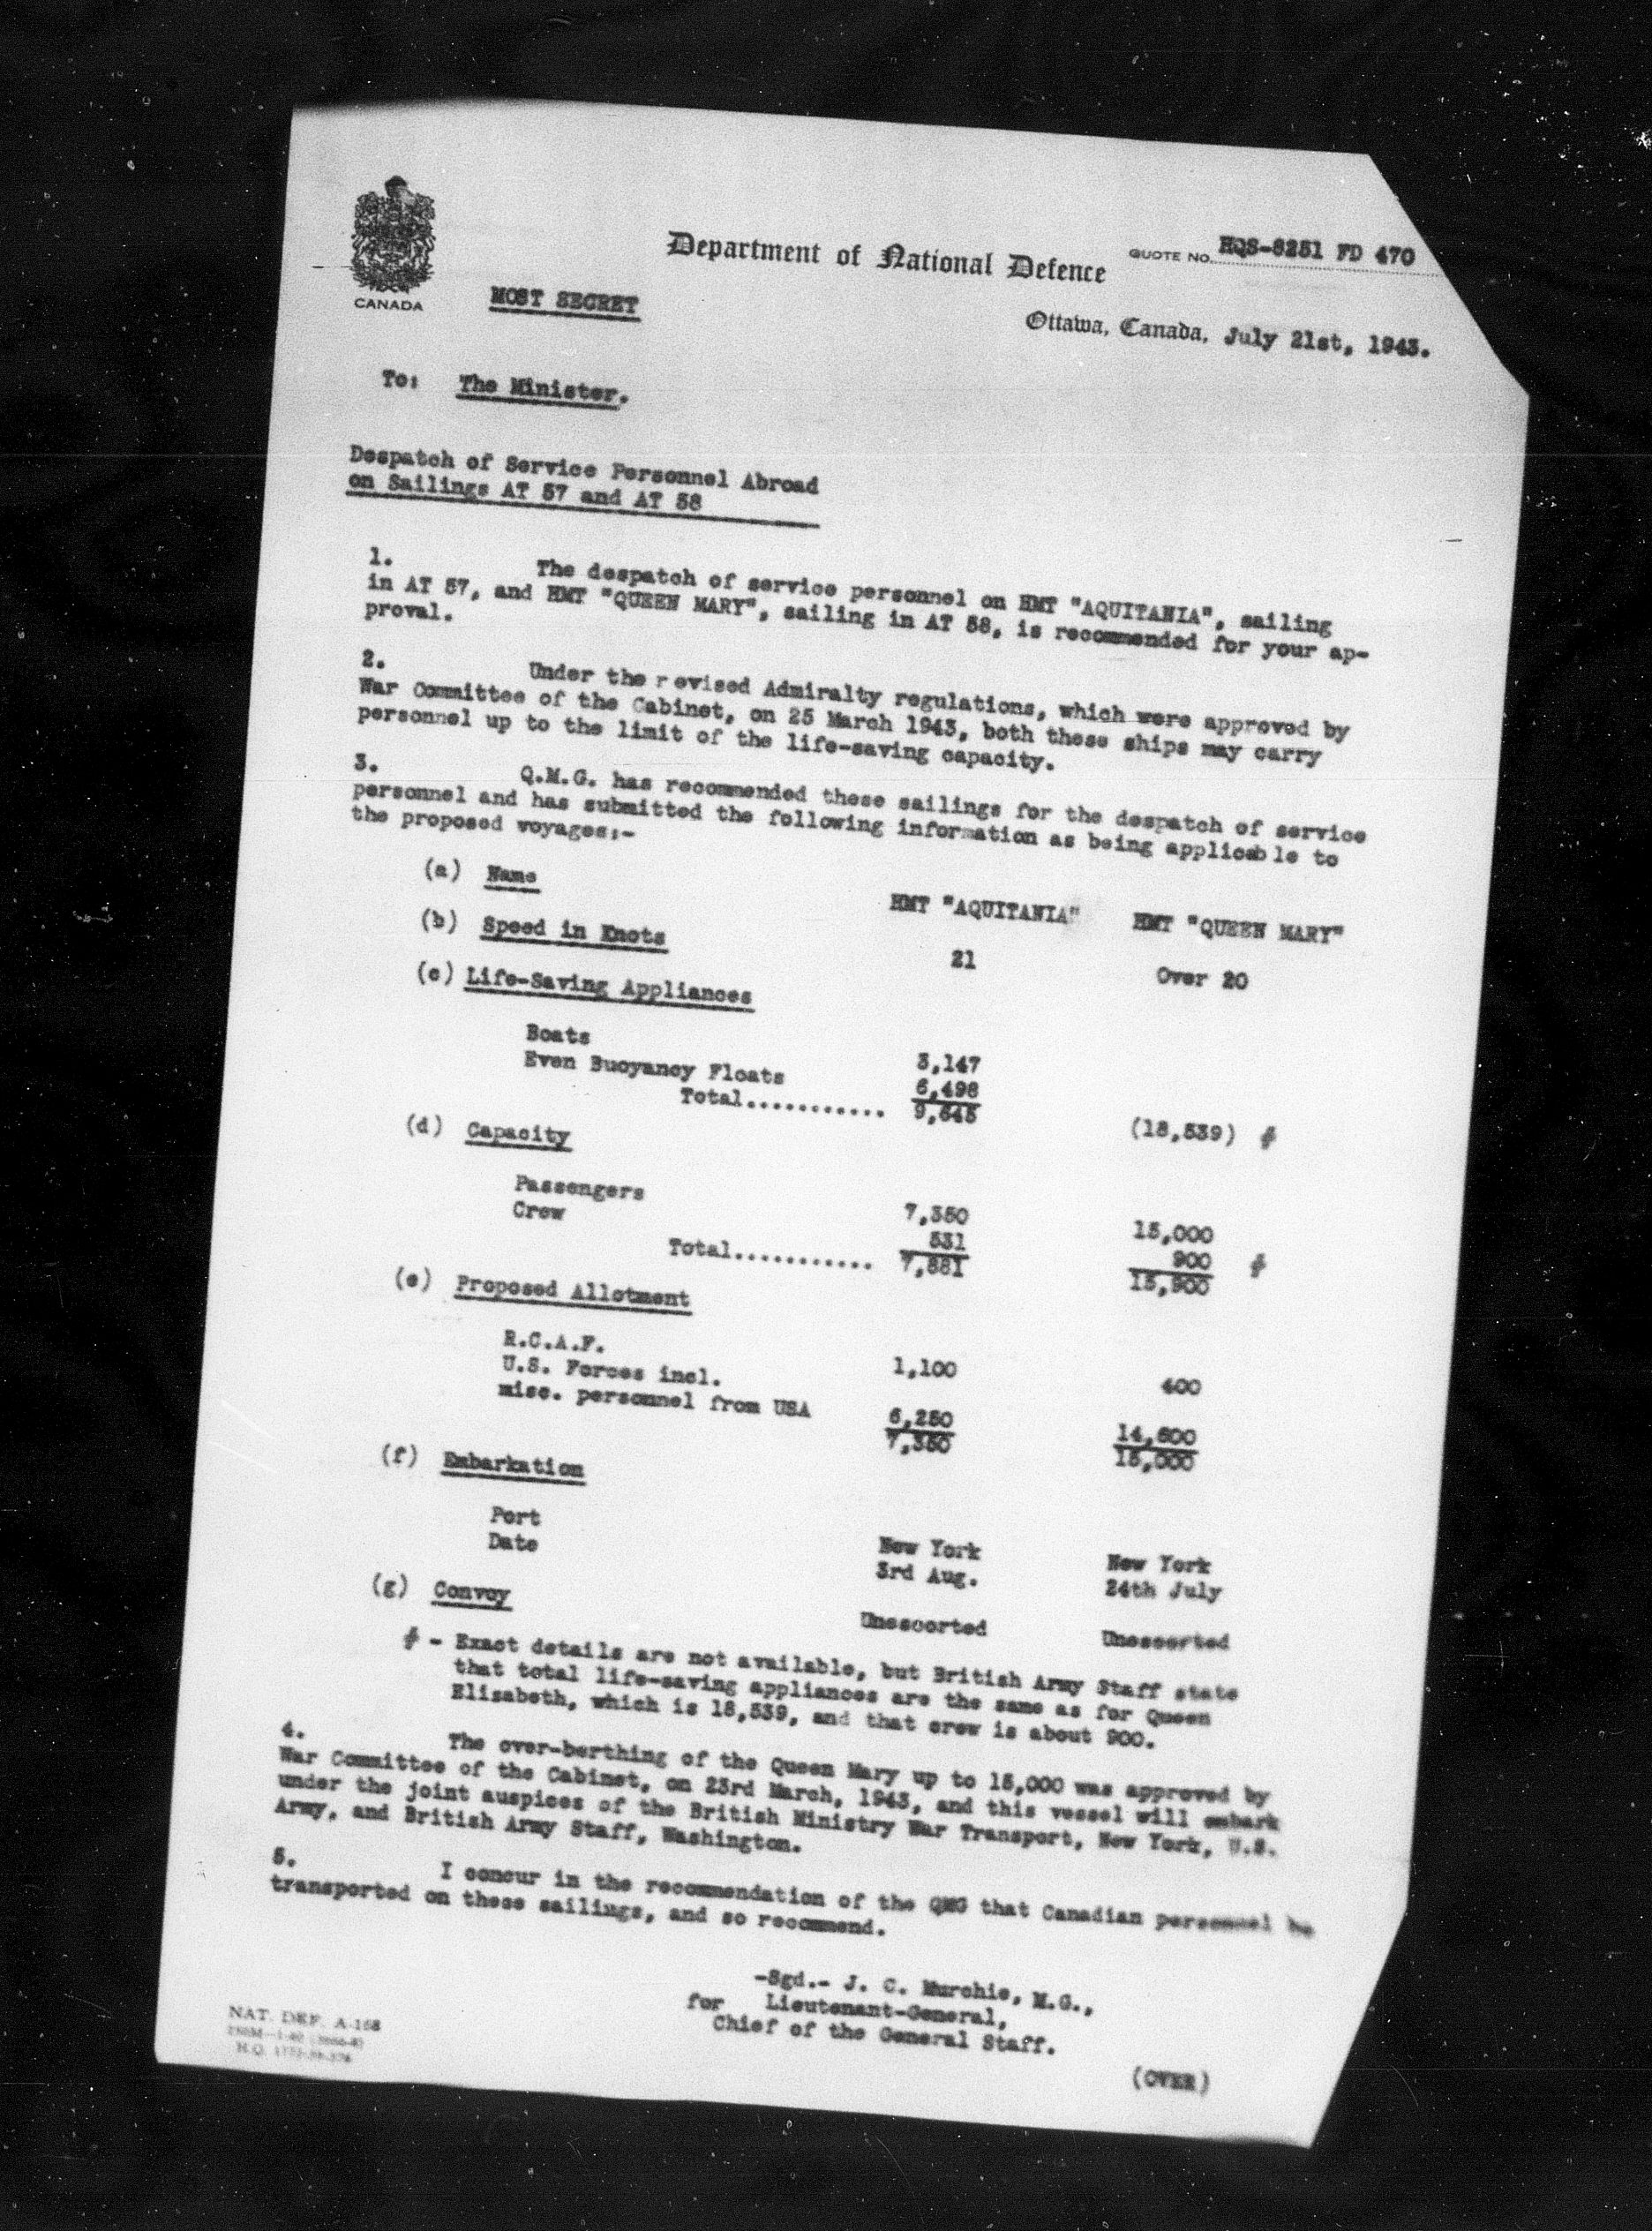 CANADA
Department of National Defence
QUOTE NO. HQS-8251 FD 470
MOST SECRET
Ottawa, Canada, July 21st, 1943.
To: The Minister.
Despatch of Service Personnel Abroad
on Sailings AT 57 and AT 58
1. The despatch of service personnel on HMT "AQUITANIA", sailing
in AT 57, and HMT "QUEEN MARY", sailing in AT 58, is recommended for your ap-
proval.
2. Under the revised Admiralty regulations, which were approved by
War Committee of the Cabinet, on 25 March 1943, both these ships may carry
personnel up to the limit of the life-saving capacity.
3. Q.M.G. has recommended these sailings for the despatch of service
personnel and has submitted the following information as being applicable to
the proposed voyages:-
(a) Name HMT "AQUITANIA" HMT "QUEEN MARY"
(b) Speed in Knots 21 Over 20
(c) Life-Saving Appliances
Boats 3,147
Even Buoyancy Floats 6,498
Total........... 9,645 (18,539) ≠
(d) Capacity
Passengers 7,350 15,000
Crew 531 900 ≠
Total........... 7,881 15,900
(e) Proposed Allotment
R.C.A.F. 1,100 400
U.S. Forces incl.
misc. personnel from USA 6,250 14,600
7,350 15,000
(f) Embarkation
Port New York New York
Date 3rd Aug. 24th July
(g) Convoy Unescorted Unescorted
≠ - Exact details are not available, but British Army Staff state
that total life-saving appliances are the same as for Queen
Elizabeth, which is 18,539, and that crew is about 900.
4. The over-berthing of the Queen Mary up to 15,000 was approved by
War Committee of the Cabinet, on 23rd March, 1943, and this vessel will embark
under the joint auspices of the British Ministry War Transport, New York, U.S.
Army, and British Army Staff, Washington.
5. I concur in the recommendation of the QMG that Canadian personnel be
transported on these sailings, and so recommend.
-Sgd.- J. C. Murchie, M.G.,
for Lieutenant-General,
Chief of the General Staff.
(OVER)
NAT. DEF. A-168